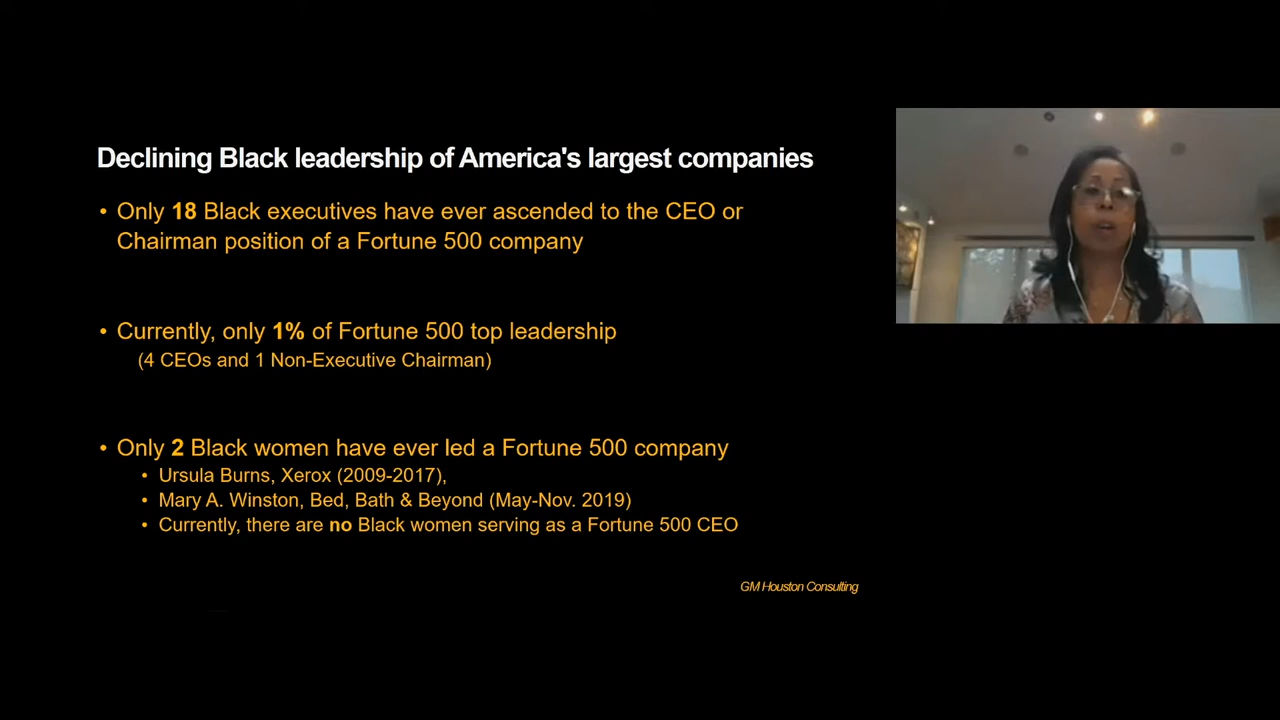 Declining Black leadership of America's largest companies
• Only 18 Black executives have ever ascended to the CEO or
Chairman position of a Fortune 500 company
• Currently, only 1% of Fortune 500 top leadership
(4 CEOs and 1 Non-Executive Chairman)
• Only 2 Black women have ever led a Fortune 500 company
• Ursula Burns, Xerox (2009-2017),
• Mary A. Winston, Bed, Bath & Beyond (May-Nov. 2019)
• Currently, there are no Black women serving as a Fortune 500 CEO
GM Houston Consulting